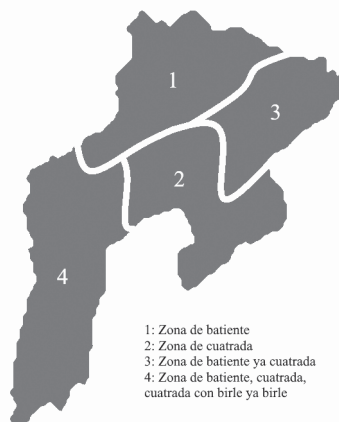 1
3
2
4
1: Zona de batiente
2: Zona de cuatrada
3: Zona de batiente ya cuatrada
4: Zona de batiente, cuatrada,
cuatrada con birle ya birle